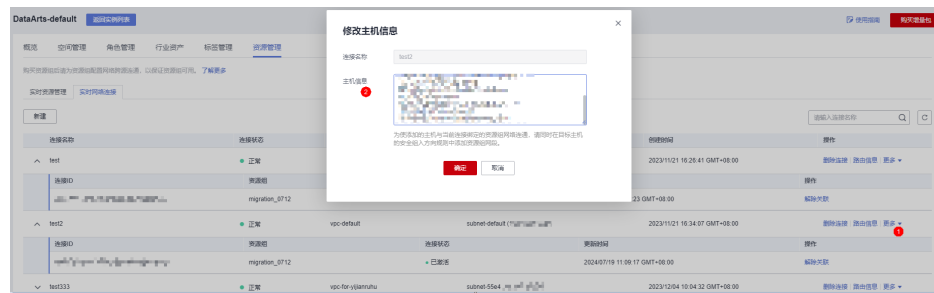 DataArts-default 返回实例列表 使用指南 购买增量包
概览 空间管理 角色管理 行业资产 标签管理 资源管理
购买资源组后请为资源组配置网络跨源连通，以保证资源组可用。 了解更多
实时资源管理 实时网络连接
新建 请输入连接名称
连接名称 连接状态 创建时间 操作
test 正常 2023/11/21 16:26:41 GMT+08:00 删除连接 路由信息 更多
连接ID 资源组 操作
migration_0712 23 GMT+08:00 解除关联
test2 正常 vpc-default subnet-default 2023/11/21 16:34:07 GMT+08:00 删除连接 路由信息 更多
1
连接ID 资源组 连接状态 更新时间 操作
migration_0712 已激活 2024/07/19 11:09:17 GMT+08:00 解除关联
test333 正常 vpc-for-yijianruhu subnet-55e4 2023/12/04 10:04:32 GMT+08:00 删除连接 路由信息 更多
修改主机信息
连接名称 test2
主机信息
2
为使添加的主机与当前连接绑定的资源组网络连通，请同时在目标主机
的安全组入方向规则中添加资源组网段。
确定 取消